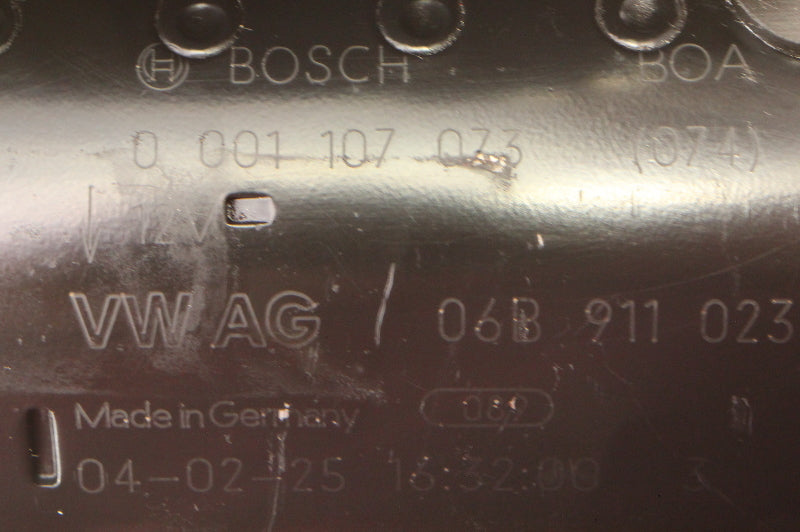 BOSCH BOA
0 001 107 073 (074)
12V
VW AG / 06B 911 023
Made in Germany 089
04-02-25 16:32:00 3